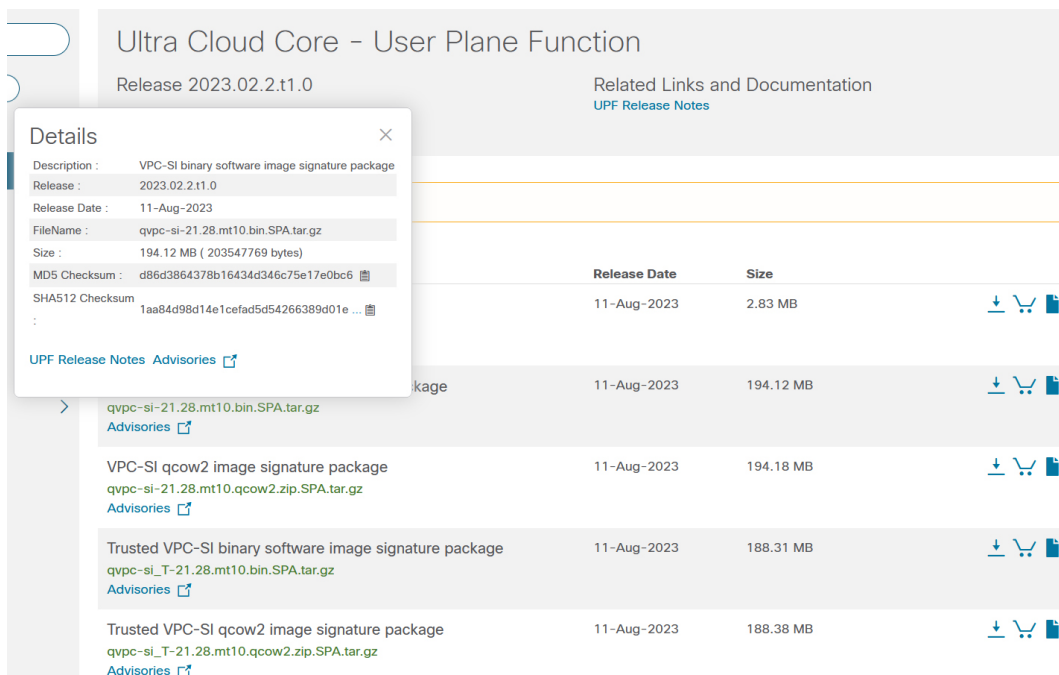 Ultra Cloud Core - User Plane Function
Release 2023.02.2.t1.0
Related Links and Documentation
UPF Release Notes
Details
Description : VPC-SI binary software image signature package
Release : 2023.02.2.t1.0
Release Date : 11-Aug-2023
FileName : qvpc-si-21.28.mt10.bin.SPA.tar.gz
Size : 194.12 MB ( 203547769 bytes)
MD5 Checksum : d86d3864378b16434d346c75e17e0bc6
SHA512 Checksum
: 1aa84d98d14e1cefad5d54266389d01e ...
UPF Release Notes Advisories
Release Date Size
11-Aug-2023 2.83 MB
kage 11-Aug-2023 194.12 MB
qvpc-si-21.28.mt10.bin.SPA.tar.gz
Advisories
VPC-SI qcow2 image signature package 11-Aug-2023 194.18 MB
qvpc-si-21.28.mt10.qcow2.zip.SPA.tar.gz
Advisories
Trusted VPC-SI binary software image signature package 11-Aug-2023 188.31 MB
qvpc-si_T-21.28.mt10.bin.SPA.tar.gz
Advisories
Trusted VPC-SI qcow2 image signature package 11-Aug-2023 188.38 MB
qvpc-si_T-21.28.mt10.qcow2.zip.SPA.tar.gz
Advisories